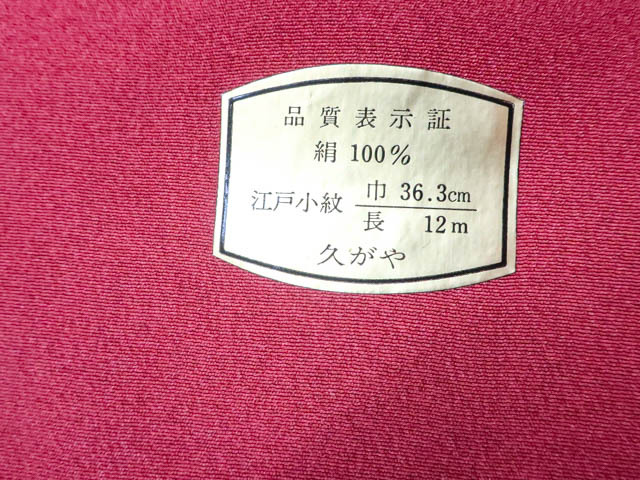 品質表示証
絹 100%
江戸小紋 巾 36.3cm
長 12m
久がや